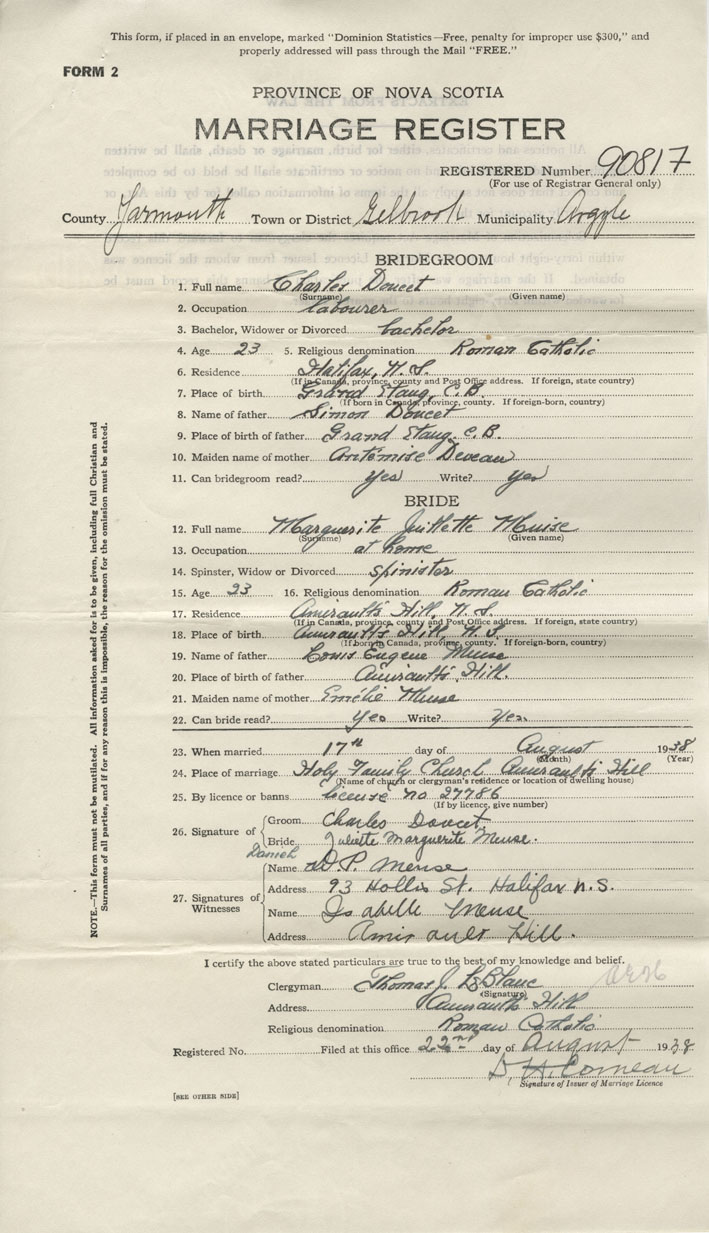 This form, if placed in an envelope, marked "Dominion Statistics—Free, penalty for improper use $300," and
properly addressed will pass through the Mail "FREE."
FORM 2
PROVINCE OF NOVA SCOTIA
MARRIAGE REGISTER
REGISTERED Number 90817
(For use of Registrar General only)
County Yarmouth Town or District Eelbrook Municipality Argyle
BRIDEGROOM
1. Full name Charles Doucet
(Surname) (Given name)
2. Occupation labourer
3. Bachelor, Widower or Divorced bachelor
4. Age 23 5. Religious denomination Roman Catholic
6. Residence Halifax, N.S.
(If in Canada, province, county and Post Office address. If foreign, state country)
7. Place of birth Grand Etang, C.B.
(If born in Canada, province, county. If foreign-born, country)
8. Name of father Simon Doucet
9. Place of birth of father Grand Etang, C.B.
10. Maiden name of mother Antémise Deveau
11. Can bridegroom read? yes Write? yes
BRIDE
12. Full name Marguerite Juillette Muise
(Surname) (Given name)
13. Occupation at home
14. Spinster, Widow or Divorced Spinister
15. Age 23 16. Religious denomination Roman Catholic
17. Residence Amirault's Hill, N.S.
(If in Canada, province, county and Post Office address. If foreign, state country)
18. Place of birth Amirault's Hill, N.S.
(If born in Canada, province, county. If foreign-born, country)
19. Name of father Louis Eugene Meuse
20. Place of birth of father Amirault's Hill.
21. Maiden name of mother Emélie Meuse
22. Can bride read? Yes Write? Yes
23. When married 17th day of August 1938
(Month) (Year)
24. Place of marriage Holy Family Church Amirault's Hill
(Name of church or clergyman's residence or location of dwelling house)
25. By licence or banns license no 27786
(If by licence, give number)
26. Signature of
Groom Charles Doucet
Bride Juliette Marguerite Meuse.
Daniel
27. Signatures of Witnesses
Name D.P. Meuse
Address 93 Hollis St. Halifax N.S.
Name Isabelle Meuse
Address Amirault Hill.
I certify the above stated particulars are true to the best of my knowledge and belief.
Clergyman Thomas J. LeBlanc
(Signature)
Address Amirault's Hill
Religious denomination Roman Catholic
Registered No. Filed at this office 22nd day of August 1938
D. H. Comeau
Signature of Issuer of Marriage Licence
[SEE OTHER SIDE]
NOTE.—This form must not be mutilated. All information asked for is to be given, including full Christian and
Surnames of all parties, and if for any reason this is impossible, the reason for the omission must be stated.